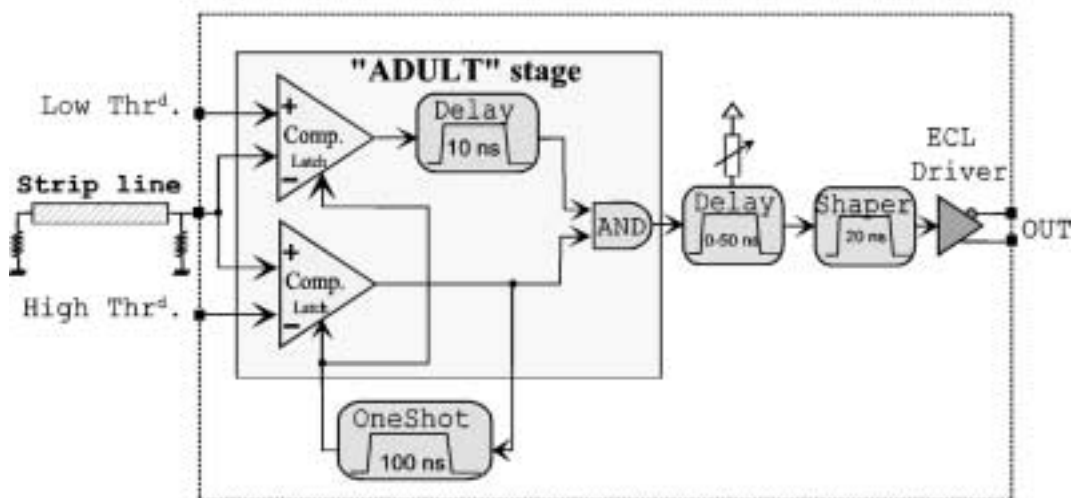 "ADULT" stage
Low Thrᵈ.
+
Comp.
Latch
−
Delay
10 ns
Strip line
+
Comp.
Latch
−
High Thrᵈ.
AND
Delay
0-50 ns
Shaper
20 ns
ECL
Driver
OUT
OneShot
100 ns